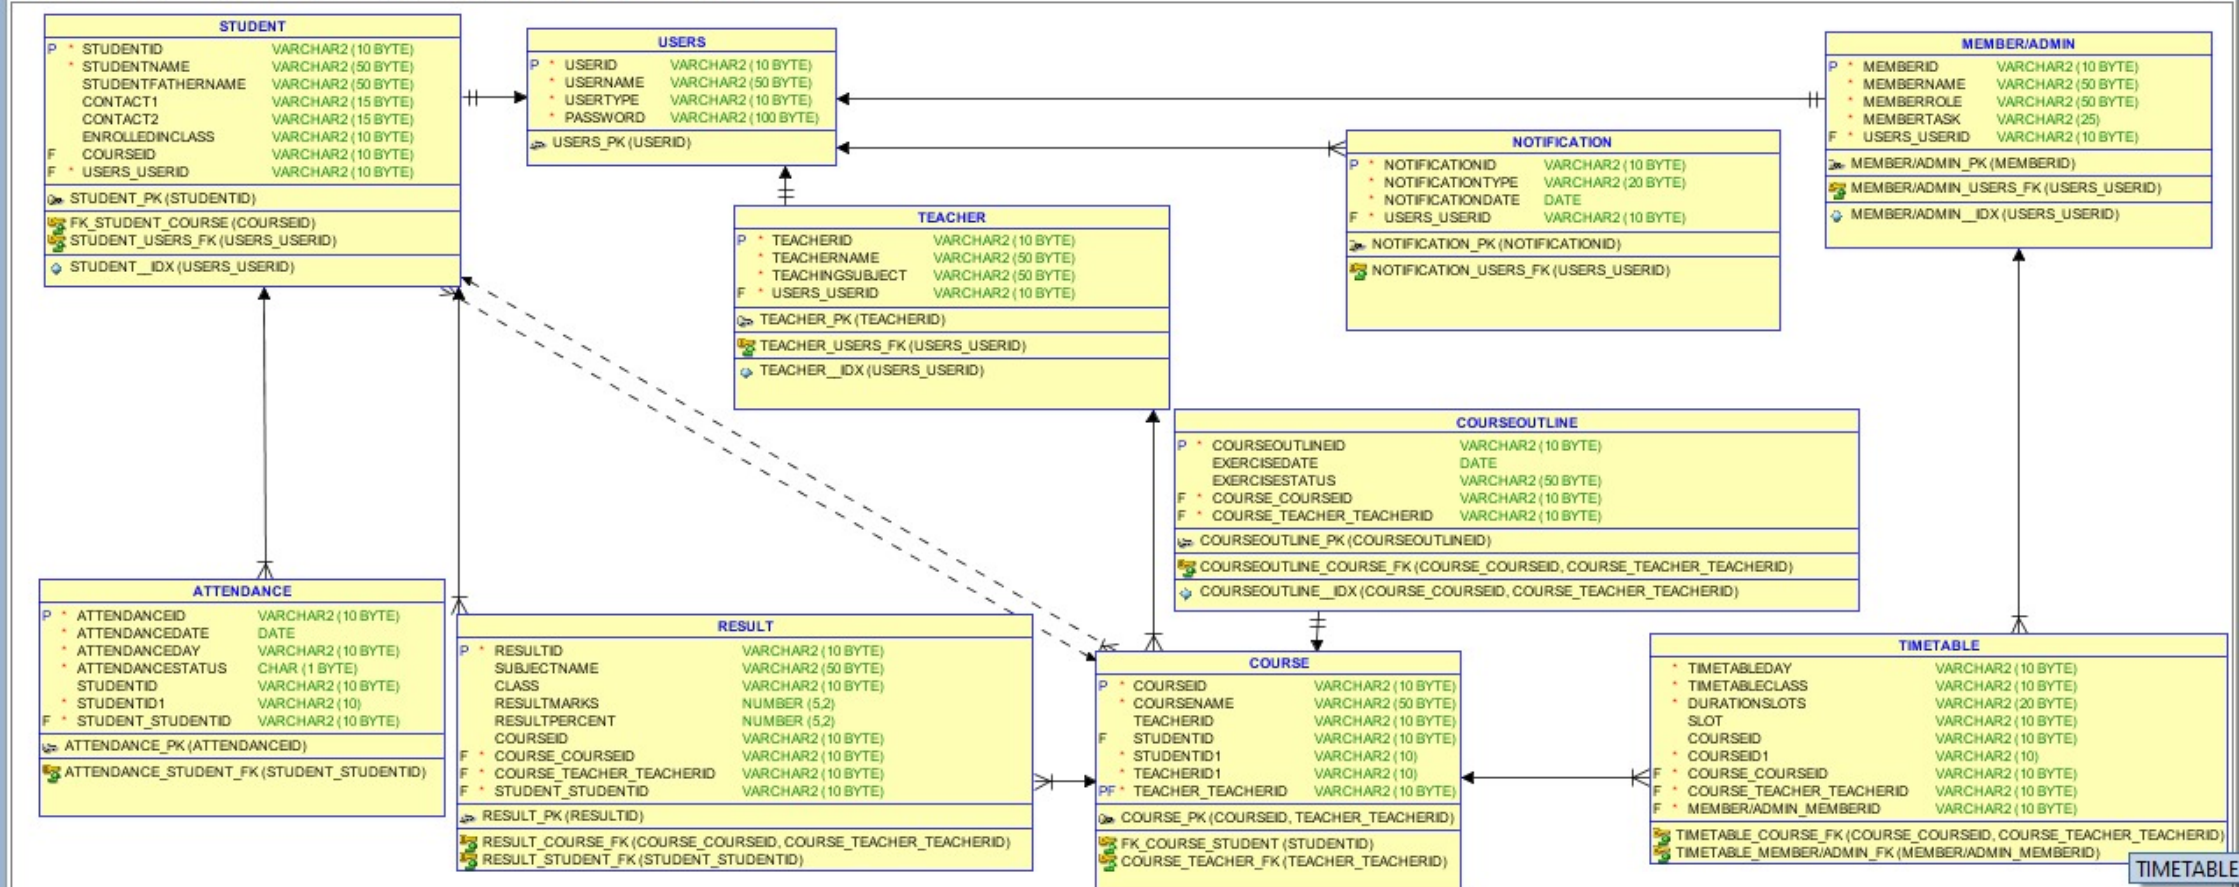 STUDENT
P * STUDENTID VARCHAR2 (10 BYTE)
* STUDENTNAME VARCHAR2 (50 BYTE)
STUDENTFATHERNAME VARCHAR2 (50 BYTE)
CONTACT1 VARCHAR2 (15 BYTE)
CONTACT2 VARCHAR2 (15 BYTE)
ENROLLEDINCLASS VARCHAR2 (10 BYTE)
F COURSEID VARCHAR2 (10 BYTE)
F * USERS_USERID VARCHAR2 (10 BYTE)
STUDENT_PK (STUDENTID)
FK_STUDENT_COURSE (COURSEID)
STUDENT_USERS_FK (USERS_USERID)
STUDENT__IDX (USERS_USERID)
USERS
P * USERID VARCHAR2 (10 BYTE)
* USERNAME VARCHAR2 (50 BYTE)
* USERTYPE VARCHAR2 (10 BYTE)
* PASSWORD VARCHAR2 (100 BYTE)
USERS_PK (USERID)
MEMBER/ADMIN
P * MEMBERID VARCHAR2 (10 BYTE)
* MEMBERNAME VARCHAR2 (50 BYTE)
* MEMBERROLE VARCHAR2 (50 BYTE)
* MEMBERTASK VARCHAR2 (25)
F * USERS_USERID VARCHAR2 (10 BYTE)
MEMBER/ADMIN_PK (MEMBERID)
MEMBER/ADMIN_USERS_FK (USERS_USERID)
MEMBER/ADMIN__IDX (USERS_USERID)
NOTIFICATION
P * NOTIFICATIONID VARCHAR2 (10 BYTE)
* NOTIFICATIONTYPE VARCHAR2 (20 BYTE)
* NOTIFICATIONDATE DATE
F * USERS_USERID VARCHAR2 (10 BYTE)
NOTIFICATION_PK (NOTIFICATIONID)
NOTIFICATION_USERS_FK (USERS_USERID)
TEACHER
P * TEACHERID VARCHAR2 (10 BYTE)
* TEACHERNAME VARCHAR2 (50 BYTE)
* TEACHINGSUBJECT VARCHAR2 (50 BYTE)
F * USERS_USERID VARCHAR2 (10 BYTE)
TEACHER_PK (TEACHERID)
TEACHER_USERS_FK (USERS_USERID)
TEACHER__IDX (USERS_USERID)
COURSEOUTLINE
P * COURSEOUTLINEID VARCHAR2 (10 BYTE)
EXERCISEDATE DATE
EXERCISESTATUS VARCHAR2 (50 BYTE)
F * COURSE_COURSEID VARCHAR2 (10 BYTE)
F * COURSE_TEACHER_TEACHERID VARCHAR2 (10 BYTE)
COURSEOUTLINE_PK (COURSEOUTLINEID)
COURSEOUTLINE_COURSE_FK (COURSE_COURSEID, COURSE_TEACHER_TEACHERID)
COURSEOUTLINE__IDX (COURSE_COURSEID, COURSE_TEACHER_TEACHERID)
ATTENDANCE
P * ATTENDANCEID VARCHAR2 (10 BYTE)
* ATTENDANCEDATE DATE
* ATTENDANCEDAY VARCHAR2 (10 BYTE)
* ATTENDANCESTATUS CHAR (1 BYTE)
STUDENTID VARCHAR2 (10 BYTE)
* STUDENTID1 VARCHAR2 (10)
F * STUDENT_STUDENTID VARCHAR2 (10 BYTE)
ATTENDANCE_PK (ATTENDANCEID)
ATTENDANCE_STUDENT_FK (STUDENT_STUDENTID)
RESULT
P * RESULTID VARCHAR2 (10 BYTE)
SUBJECTNAME VARCHAR2 (50 BYTE)
CLASS VARCHAR2 (10 BYTE)
RESULTMARKS NUMBER (5,2)
RESULTPERCENT NUMBER (5,2)
COURSEID VARCHAR2 (10 BYTE)
F * COURSE_COURSEID VARCHAR2 (10 BYTE)
F * COURSE_TEACHER_TEACHERID VARCHAR2 (10 BYTE)
F * STUDENT_STUDENTID VARCHAR2 (10 BYTE)
RESULT_PK (RESULTID)
RESULT_COURSE_FK (COURSE_COURSEID, COURSE_TEACHER_TEACHERID)
RESULT_STUDENT_FK (STUDENT_STUDENTID)
COURSE
P * COURSEID VARCHAR2 (10 BYTE)
* COURSENAME VARCHAR2 (50 BYTE)
TEACHERID VARCHAR2 (10 BYTE)
F STUDENTID VARCHAR2 (10 BYTE)
* STUDENTID1 VARCHAR2 (10)
* TEACHERID1 VARCHAR2 (10)
PF * TEACHER_TEACHERID VARCHAR2 (10 BYTE)
COURSE_PK (COURSEID, TEACHER_TEACHERID)
FK_COURSE_STUDENT (STUDENTID)
COURSE_TEACHER_FK (TEACHER_TEACHERID)
TIMETABLE
* TIMETABLEDAY VARCHAR2 (10 BYTE)
* TIMETABLECLASS VARCHAR2 (10 BYTE)
* DURATIONSLOTS VARCHAR2 (20 BYTE)
SLOT VARCHAR2 (10 BYTE)
COURSEID VARCHAR2 (10 BYTE)
* COURSEID1 VARCHAR2 (10)
F * COURSE_COURSEID VARCHAR2 (10 BYTE)
F * COURSE_TEACHER_TEACHERID VARCHAR2 (10 BYTE)
F * MEMBER/ADMIN_MEMBERID VARCHAR2 (10 BYTE)
TIMETABLE_COURSE_FK (COURSE_COURSEID, COURSE_TEACHER_TEACHERID)
TIMETABLE_MEMBER/ADMIN_FK (MEMBER/ADMIN_MEMBERID)
TIMETABLE